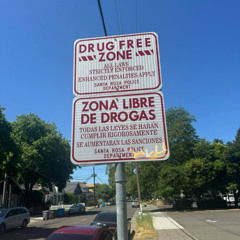 DRUG FREE
ZONE
ALL LAWS
STRICTLY ENFORCED
ENHANCED PENALTIES APPLY
SANTA ROSA POLICE
DEPARTMENT
ZONA LIBRE
DE DROGAS
TODAS LAS LEYES SE HARAN
CUMPLIR RIGOROSAMENTE
SE AUMENTARAN LAS SANCIONES
SANTA ROSA POLICE
DEPARTMENT